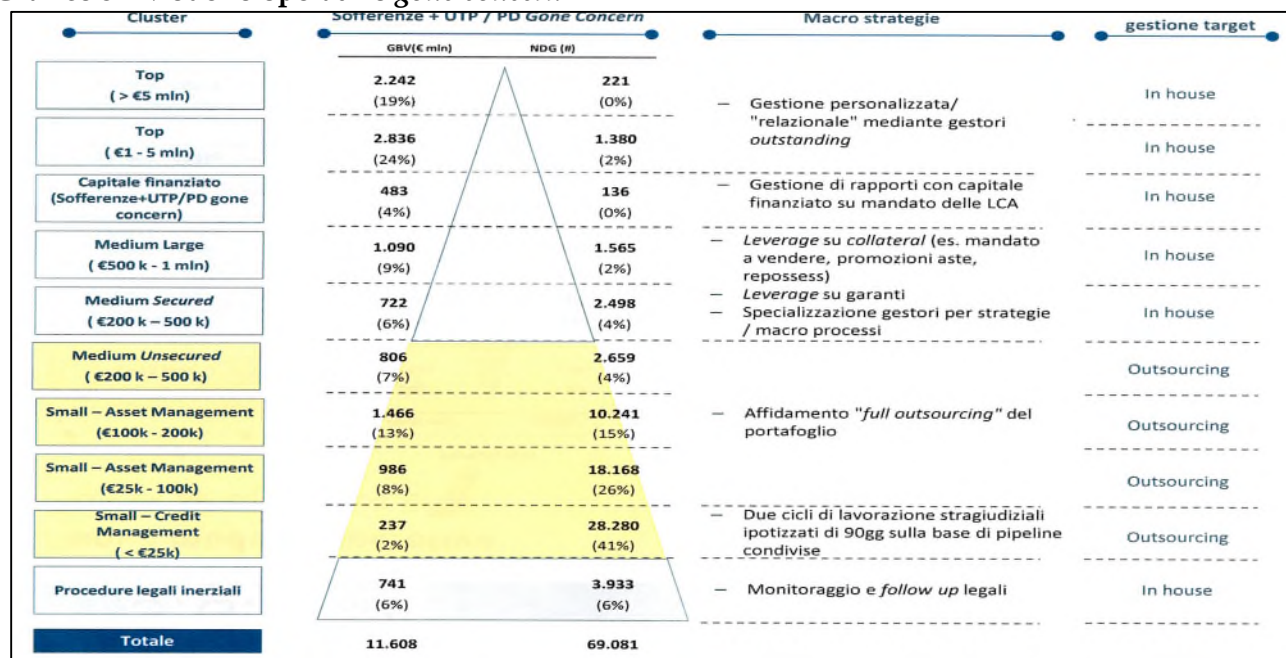 Cluster
Sofferenze + UTP / PD Gone Concern
Macro strategie
gestione target
GBV(€ mln)
NDG (#)
Top
( > €5 mln)
2.242
(19%)
221
(0%)
In house
Top
( €1 - 5 mln)
2.836
(24%)
1.380
(2%)
– Gestione personalizzata/
"relazionale" mediante gestori
outstanding
In house
Capitale finanziato
(Sofferenze+UTP/PD gone
concern)
483
(4%)
136
(0%)
– Gestione di rapporti con capitale
finanziato su mandato delle LCA
In house
Medium Large
( €500 k - 1 mln)
1.090
(9%)
1.565
(2%)
– Leverage su collateral (es. mandato
a vendere, promozioni aste,
repossess)
In house
Medium Secured
( €200 k – 500 k)
722
(6%)
2.498
(4%)
– Leverage su garanti
– Specializzazione gestori per strategie
/ macro processi
In house
Medium Unsecured
( €200 k – 500 k)
806
(7%)
2.659
(4%)
Outsourcing
Small – Asset Management
(€100k - 200k)
1.466
(13%)
10.241
(15%)
– Affidamento "full outsourcing" del
portafoglio
Outsourcing
Small – Asset Management
(€25k - 100k)
986
(8%)
18.168
(26%)
Outsourcing
Small – Credit
Management
( < €25k)
237
(2%)
28.280
(41%)
– Due cicli di lavorazione stragiudiziali
ipotizzati di 90gg sulla base di pipeline
condivise
Outsourcing
Procedure legali inerziali
741
(6%)
3.933
(6%)
– Monitoraggio e follow up legali
In house
Totale
11.608
69.081